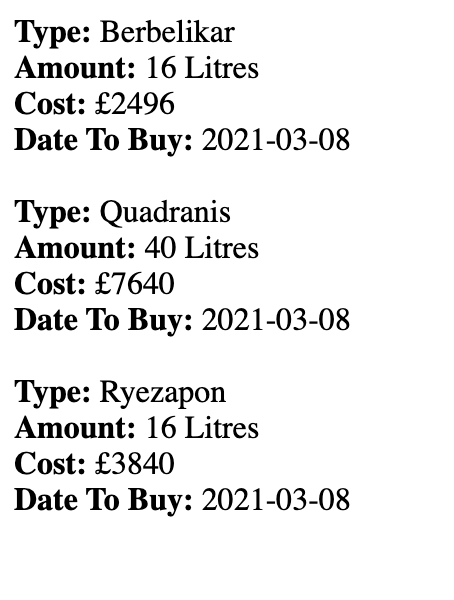 Type: Berbelikar
Amount: 16 Litres
Cost: £2496
Date To Buy: 2021-03-08
Type: Quadranis
Amount: 40 Litres
Cost: £7640
Date To Buy: 2021-03-08
Type: Ryezapon
Amount: 16 Litres
Cost: £3840
Date To Buy: 2021-03-08